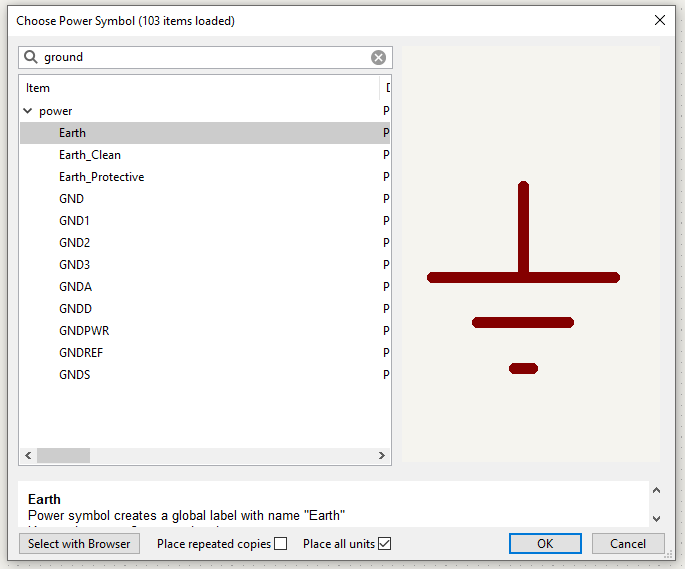 Choose Power Symbol (103 items loaded)
ground
Item
power P
Earth P
Earth_Clean P
Earth_Protective P
GND P
GND1 P
GND2 P
GND3 P
GNDA P
GNDD P
GNDPWR P
GNDREF P
GNDS P
Earth
Power symbol creates a global label with name "Earth"
Select with Browser Place repeated copies Place all units OK Cancel